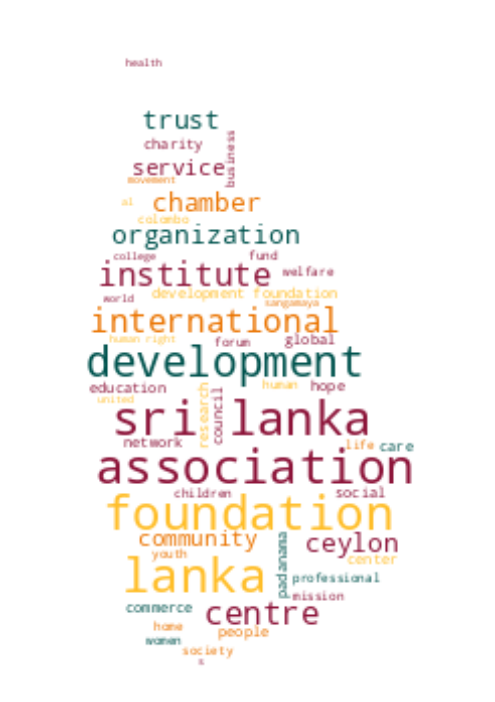 health
trust
charity
business
service
movement
al chamber
colombo
organization
college fund
institute welfare
world development foundation
sangamaya
international
human right forum global
development
education research human hope
united council
sri lanka
network life care
association
children social
foundation
community padanama ceylon
youth center
lanka professional
mission
commerce centre
home people
women
society
s